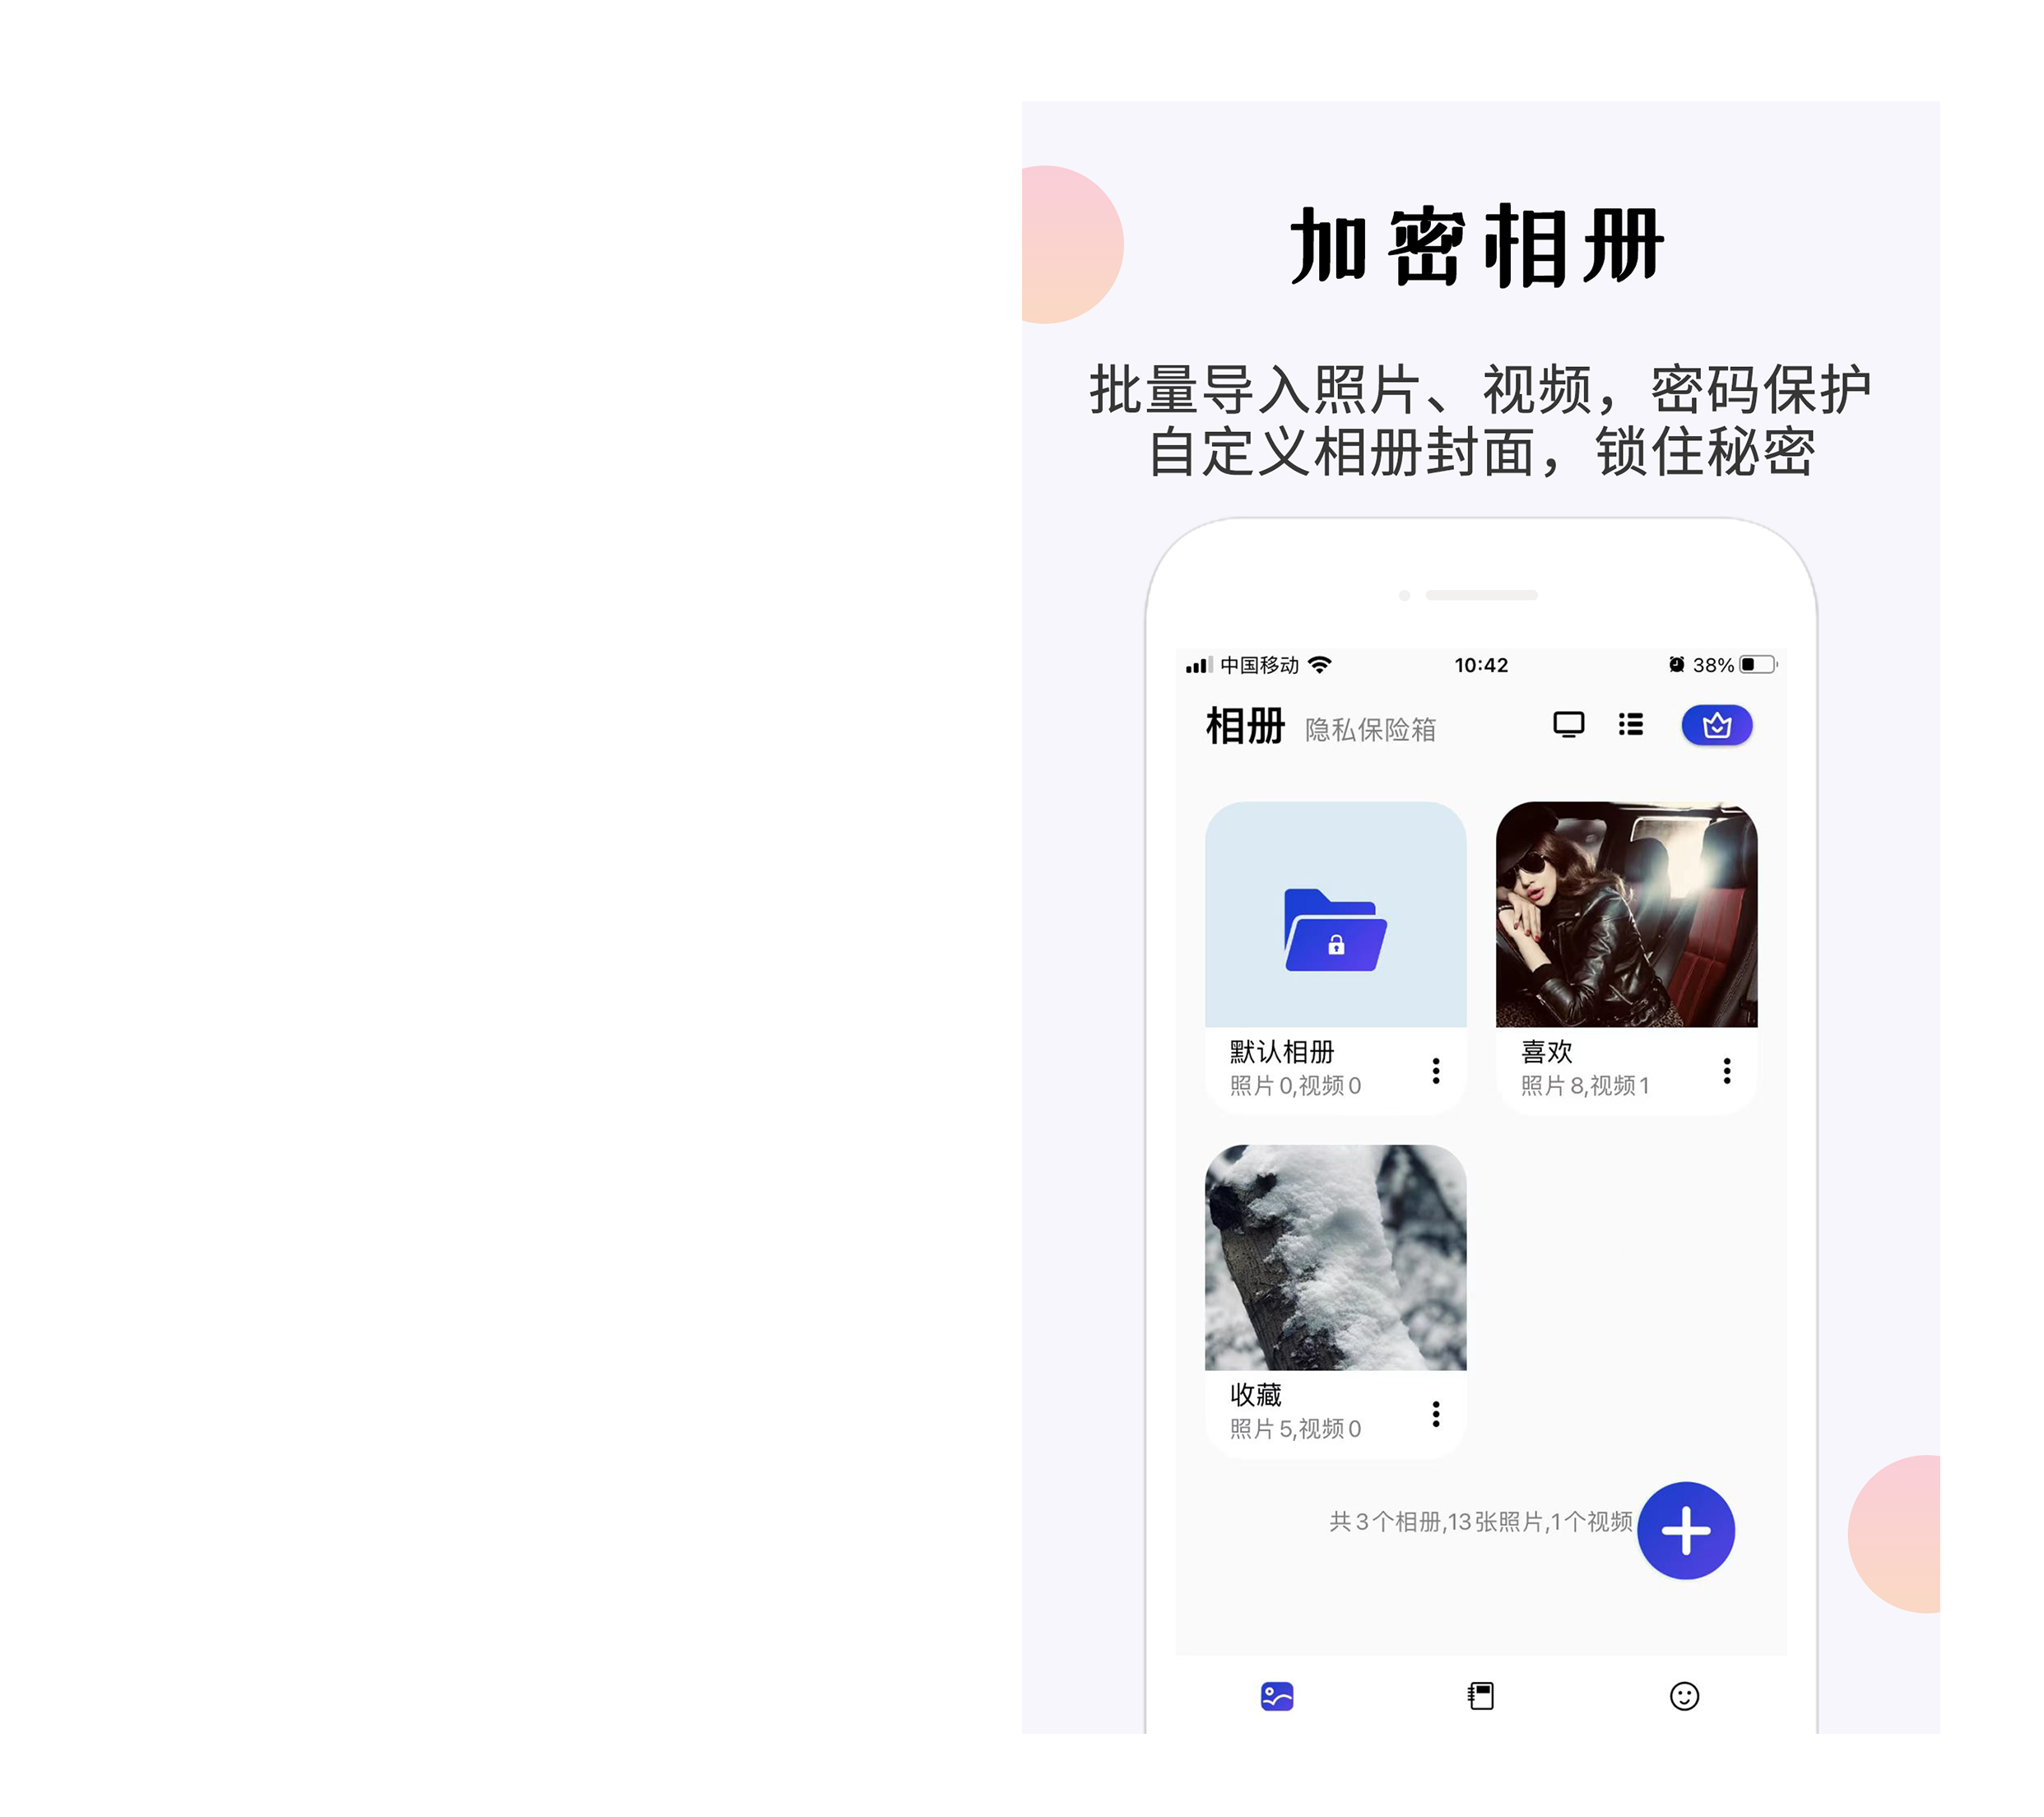 加密相册
批量导入照片、视频，密码保护
自定义相册封面，锁住秘密
中国移动 10:42 38%
相册 隐私保险箱
默认相册
照片0,视频0
喜欢
照片8,视频1
收藏
照片5,视频0
共3个相册,13张照片,1个视频